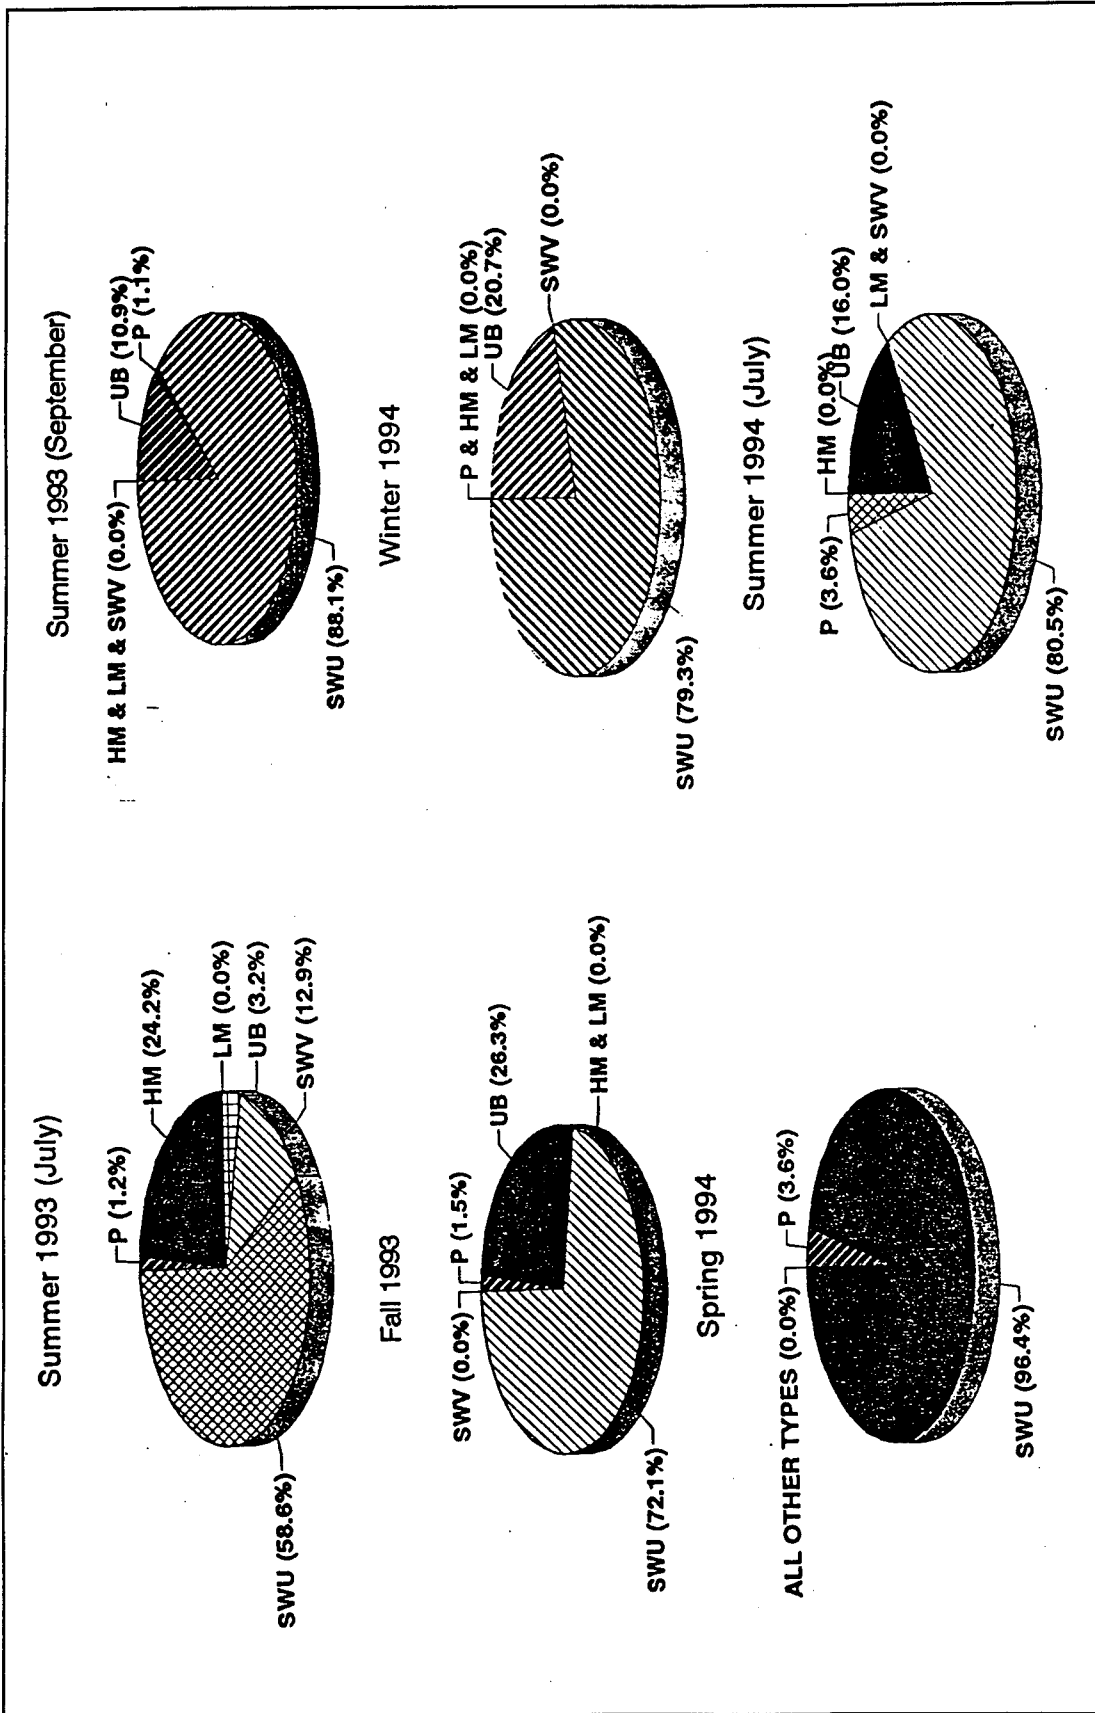 Summer 1993 (July)
P (1.2%)
HM (24.2%)
LM (0.0%)
UB (3.2%)
SWV (12.9%)
SWU (58.6%)
Summer 1993 (September)
HM & LM & SWV (0.0%)
UB (10.9%)
P (1.1%)
SWU (88.1%)
Fall 1993
SWV (0.0%)
P (1.5%)
UB (26.3%)
HM & LM (0.0%)
SWU (72.1%)
Winter 1994
P & HM & LM (0.0%)
UB (20.7%)
SWV (0.0%)
SWU (79.3%)
Spring 1994
ALL OTHER TYPES (0.0%)
P (3.6%)
SWU (96.4%)
Summer 1994 (July)
P (3.6%)
HM (0.0%)
UB (16.0%)
LM & SWV (0.0%)
SWU (80.5%)